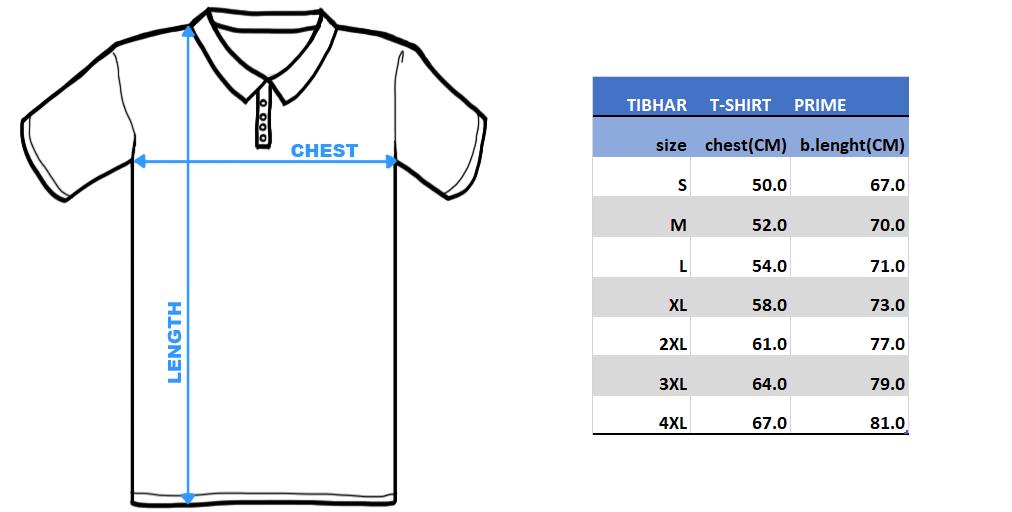 CHEST
LENGTH
TIBHAR T-SHIRT PRIME
size chest(CM) b.lenght(CM)
S 50.0 67.0
M 52.0 70.0
L 54.0 71.0
XL 58.0 73.0
2XL 61.0 77.0
3XL 64.0 79.0
4XL 67.0 81.0